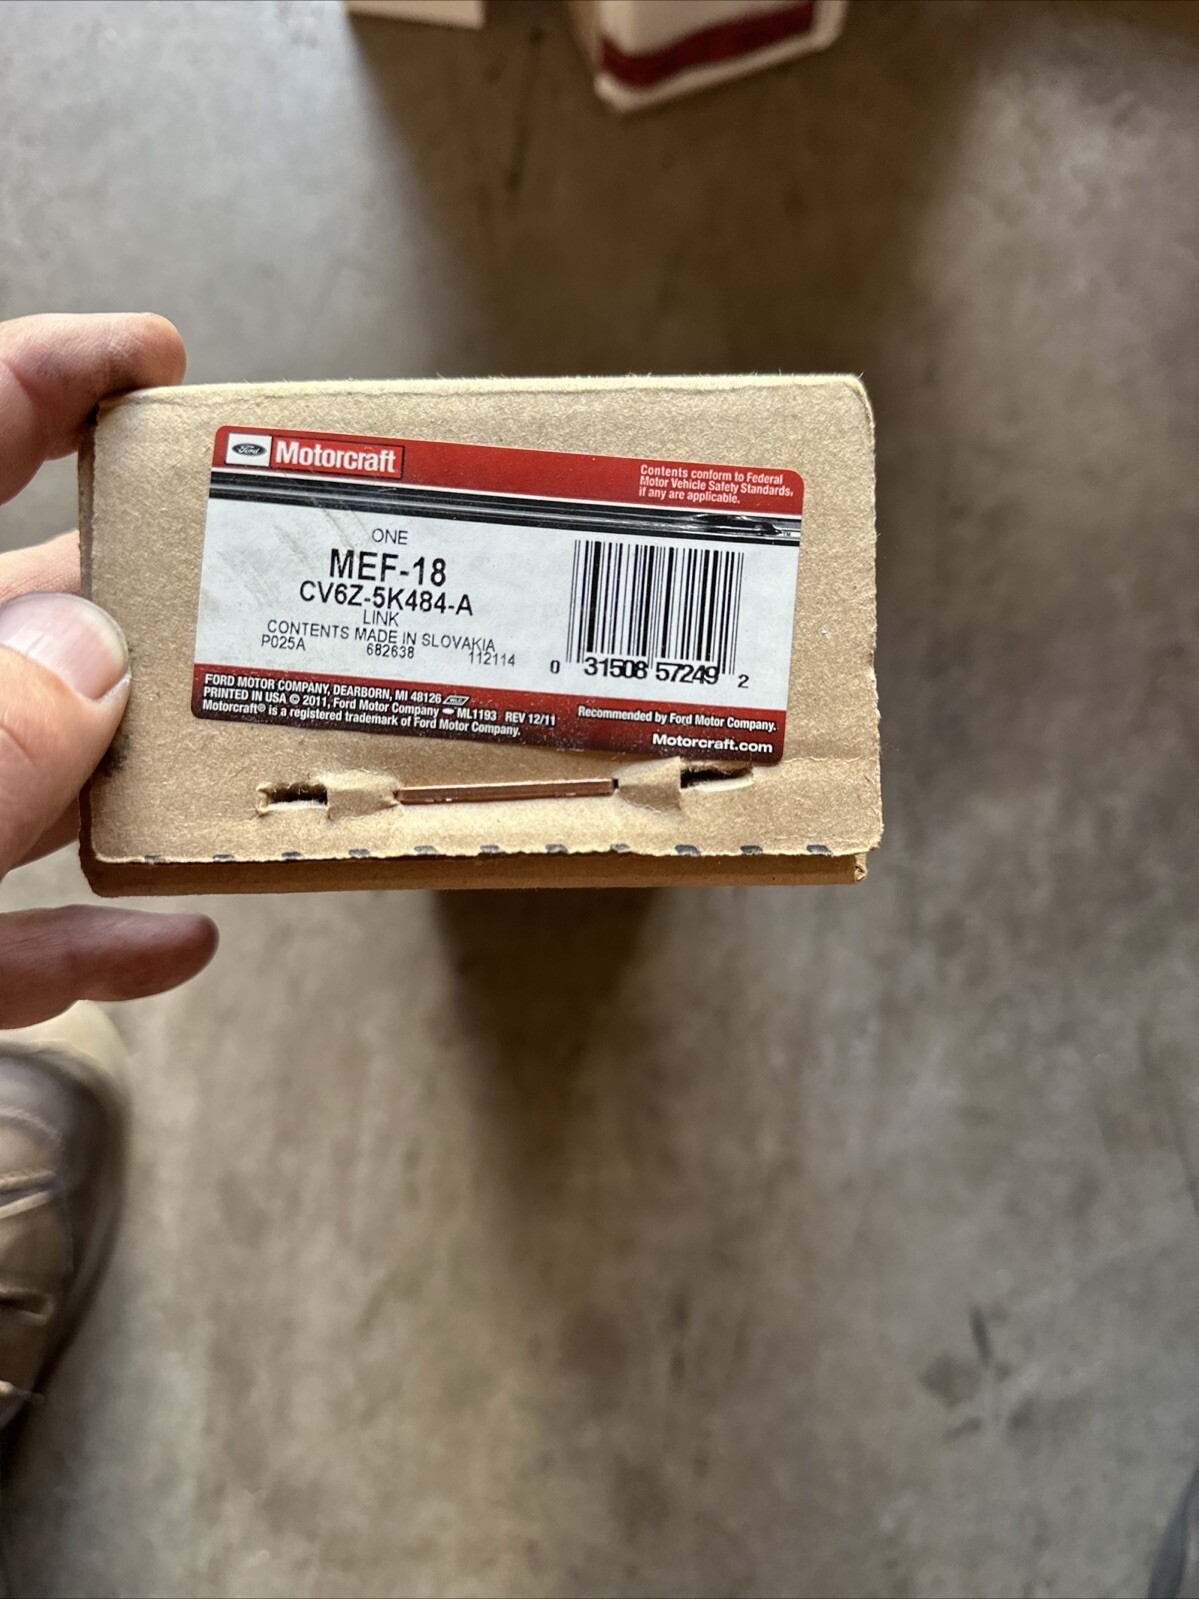 Ford Motorcraft
Contents conform to Federal
Motor Vehicle Safety Standards,
if any are applicable.
ONE
MEF-18
CV6Z-5K484-A
LINK
CONTENTS MADE IN SLOVAKIA
P025A 682638 112114
0 31508 57249 2
FORD MOTOR COMPANY, DEARBORN, MI 48126
PRINTED IN USA © 2011, Ford Motor Company ML1193 REV 12/11
Motorcraft® is a registered trademark of Ford Motor Company.
Recommended by Ford Motor Company.
Motorcraft.com